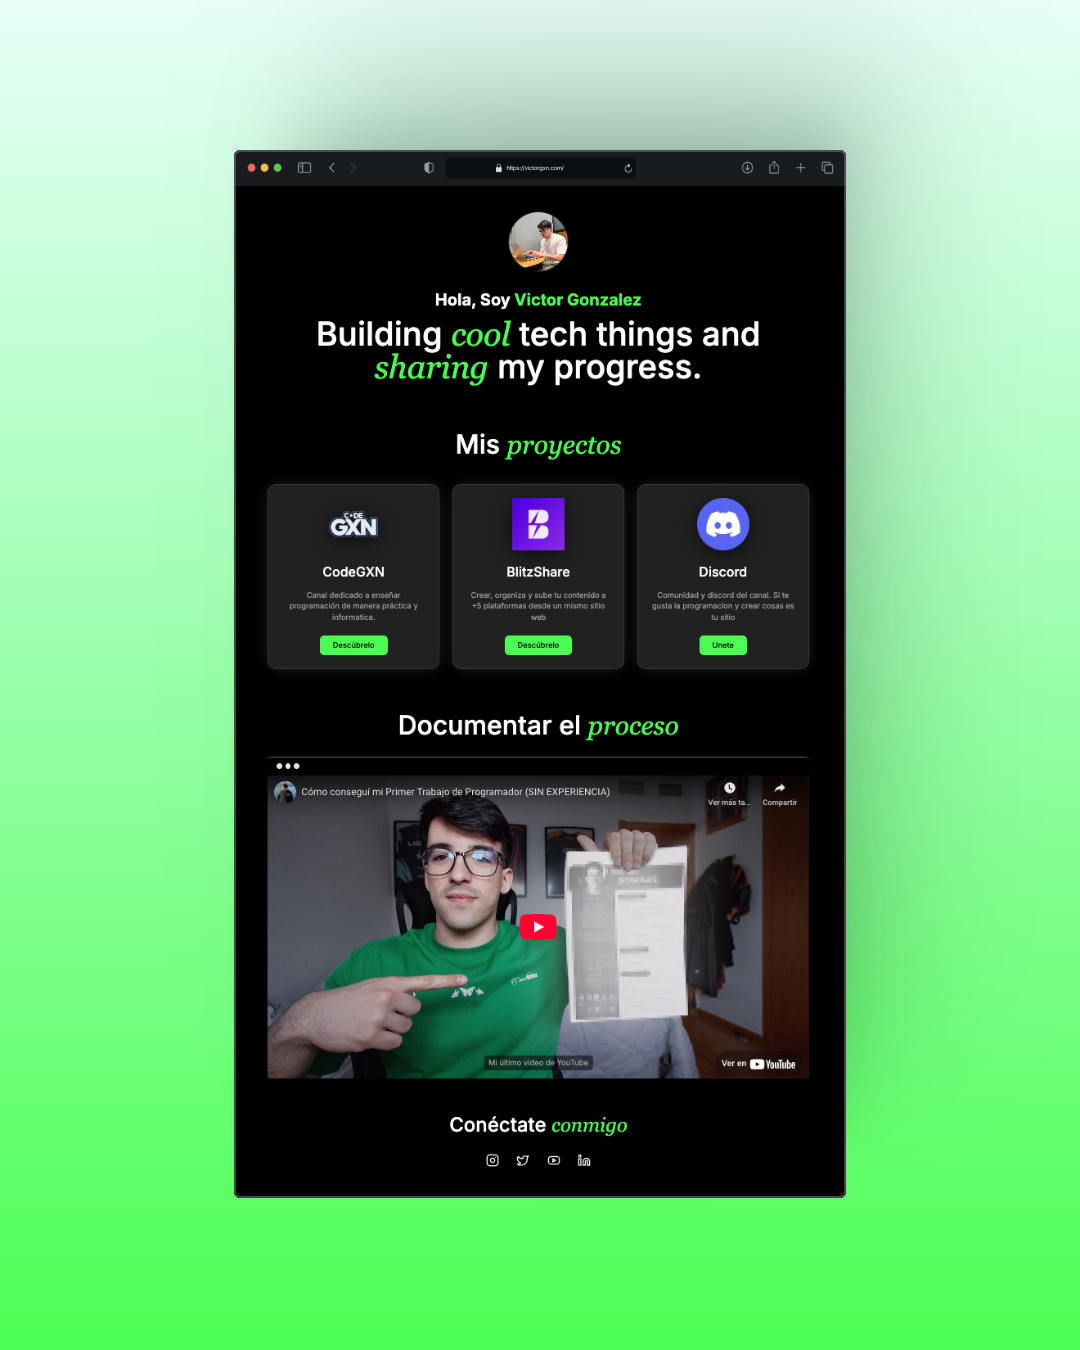 https://victorgxn.com/
Hola, Soy Victor Gonzalez
Building cool tech things and
sharing my progress.
Mis proyectos
CODE
GXN
B
CodeGXN
Canal dedicado a enseñar
programación de manera práctica y
informatica.
Descúbrelo
BlitzShare
Crear, organiza y sube tu contenido a
+5 plataformas desde un mismo sitio
web
Descúbrelo
Discord
Comunidad y discord del canal. Si te
gusta la programacion y crear cosas es
tu sitio
Unete
Documentar el proceso
Cómo conseguí mi Primer Trabajo de Programador (SIN EXPERIENCIA)
Ver más ta...
Compartir
Mi último vídeo de YouTube
Ver en YouTube
Conéctate conmigo